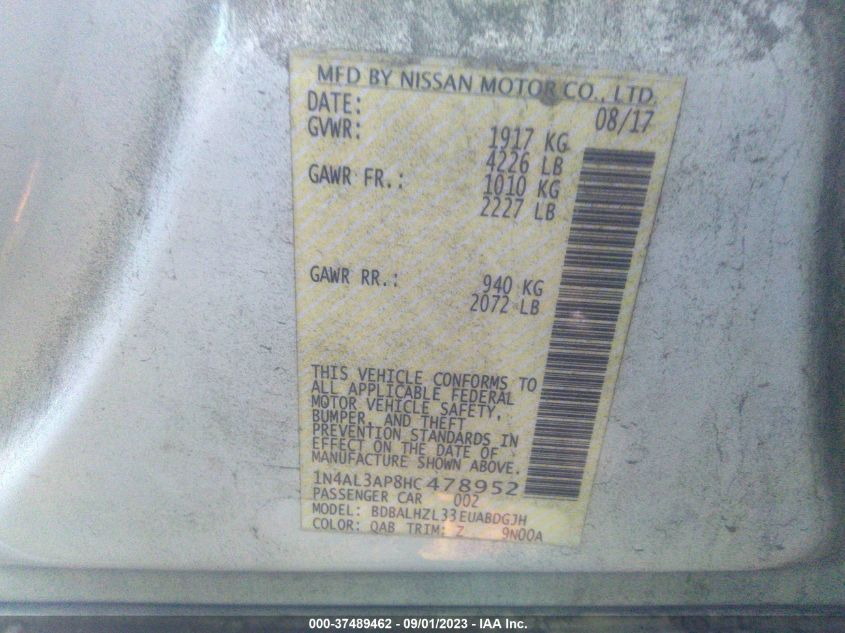 MFD BY NISSAN MOTOR CO., LTD.
DATE: 08/17
GVWR: 1917 KG
4226 LB
GAWR FR.: 1010 KG
2227 LB
GAWR RR.: 940 KG
2072 LB
THIS VEHICLE CONFORMS TO
ALL APPLICABLE FEDERAL
MOTOR VEHICLE SAFETY,
BUMPER, AND THEFT
PREVENTION STANDARDS IN
EFFECT ON THE DATE OF
MANUFACTURE SHOWN ABOVE.
1N4AL3AP8HC478952
PASSENGER CAR 002
MODEL: BDBALHZL33EUABDGJH
COLOR: QAB TRIM: Z 9N00A
000-37489462 - 09/01/2023 - IAA Inc.